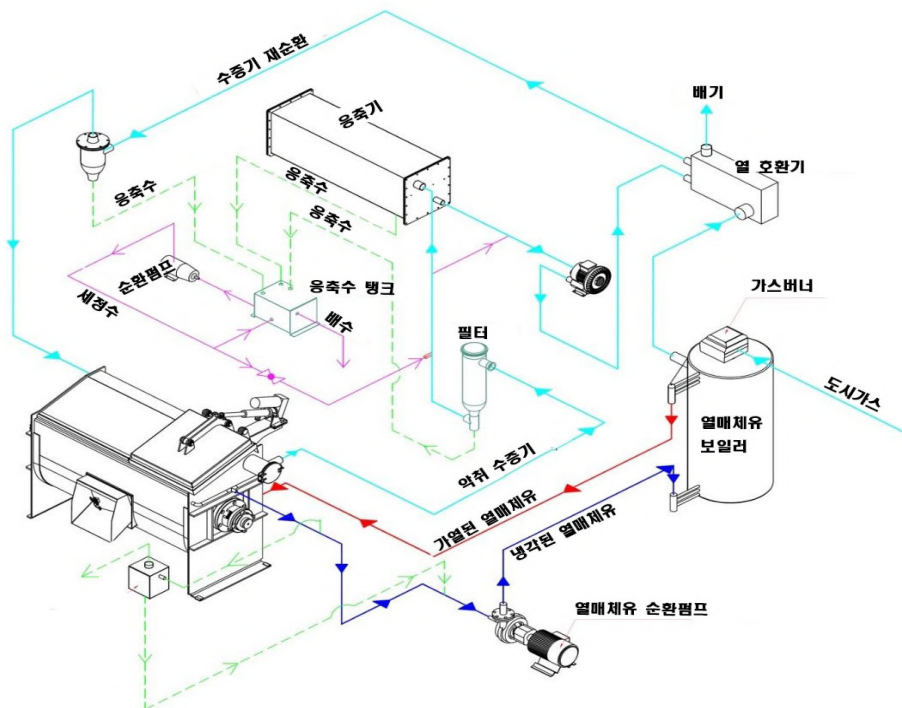 수증기 재순환
배기
응축기
열 호환기
응축수
응축수
응축수
순환펌프
응축수 탱크
세정수
배수
필터
가스버너
도시가스
열매체유
보일러
악취 수증기
가열된 열매체유
냉각된 열매체유
열매체유 순환펌프